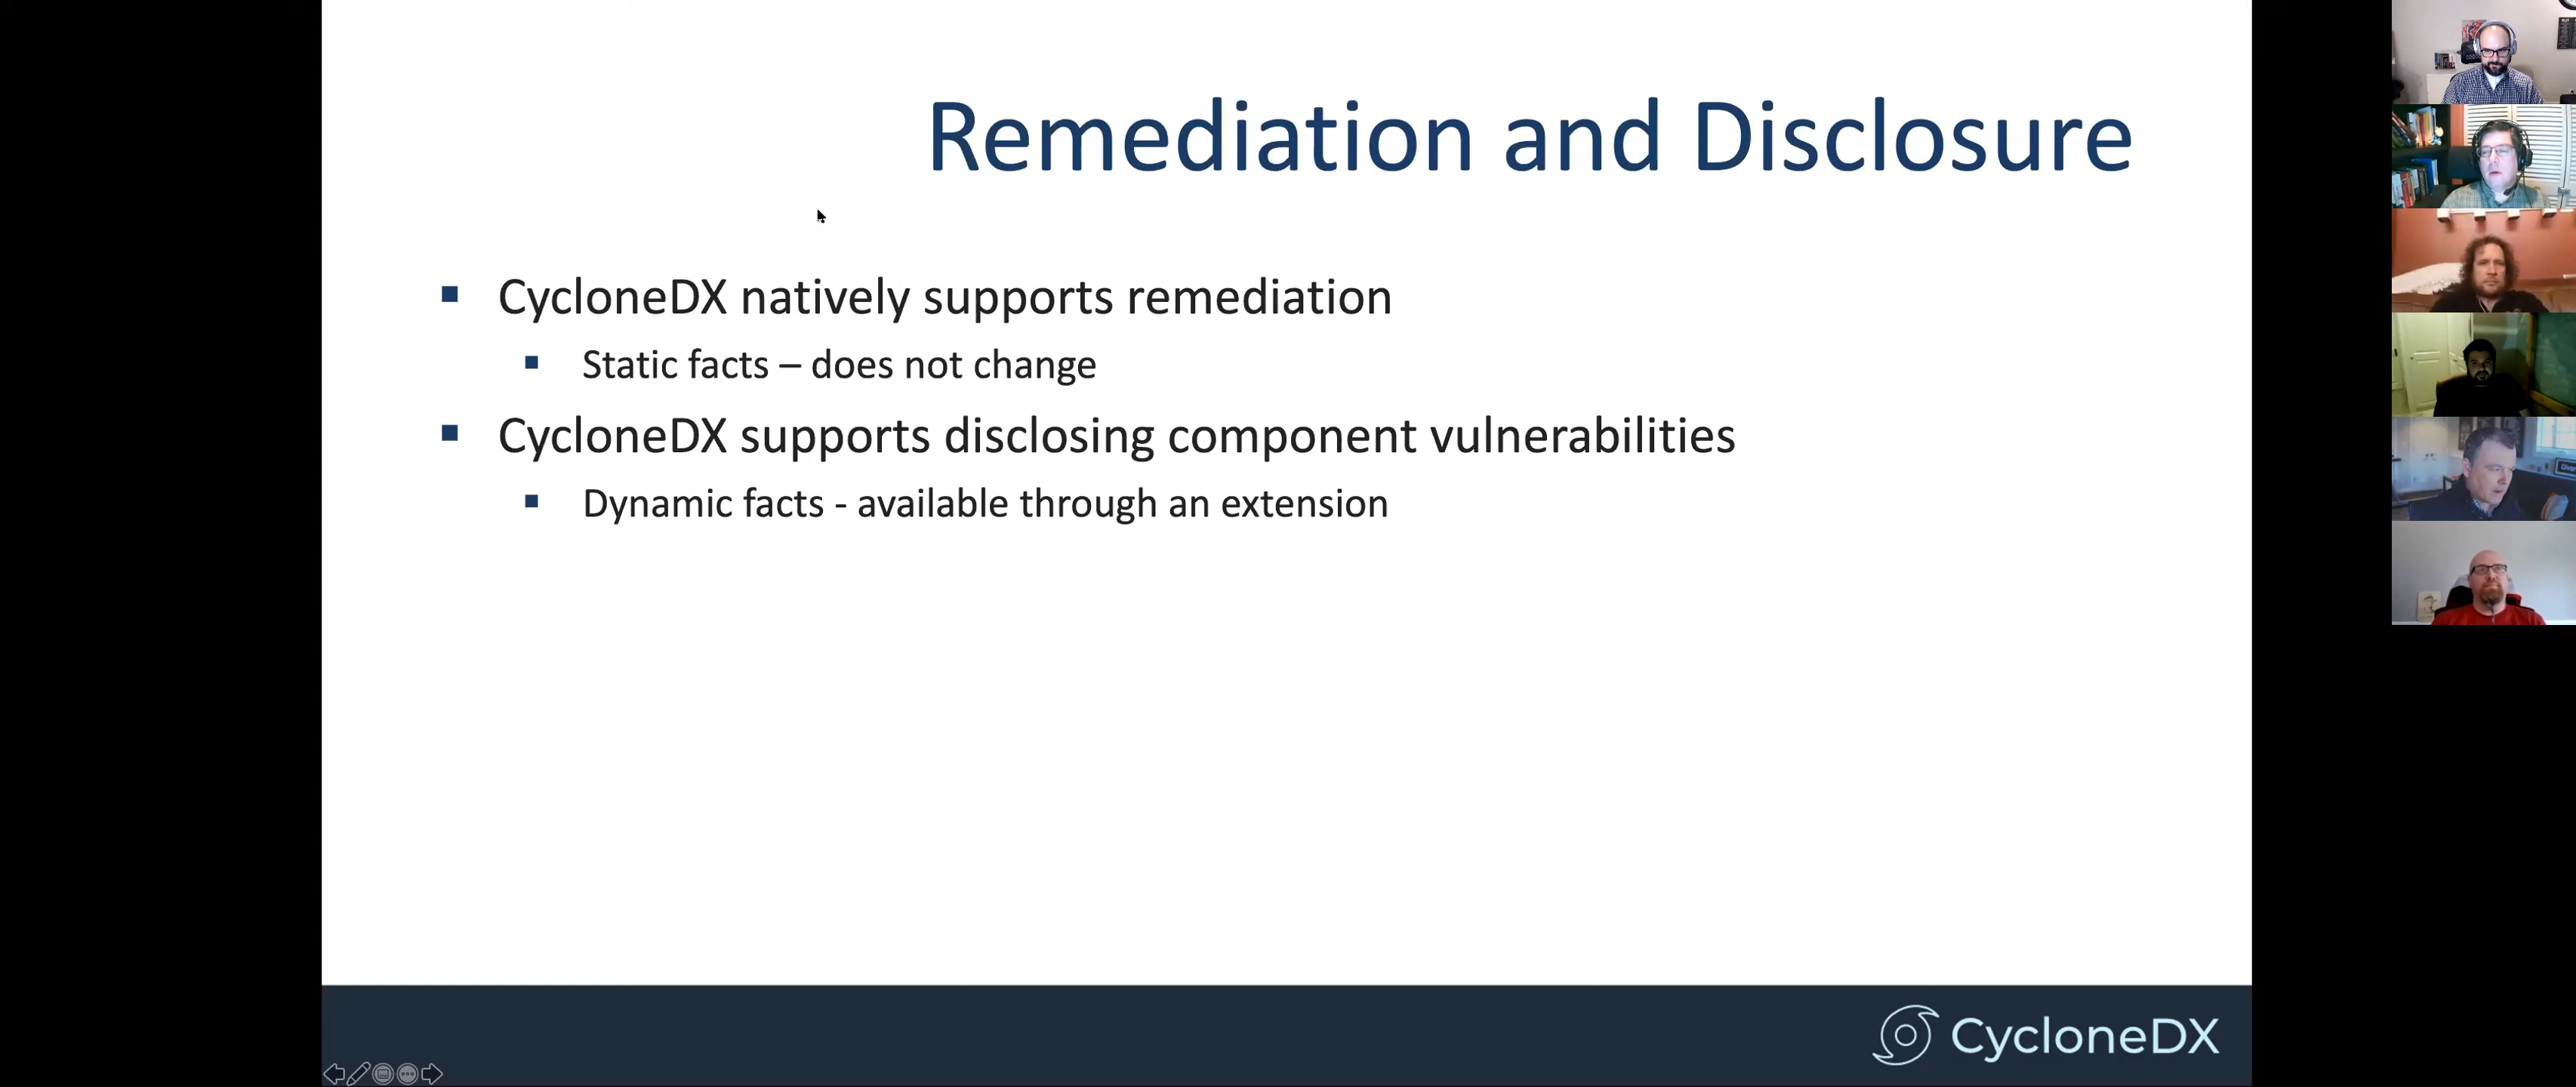 Remediation and Disclosure
CycloneDX natively supports remediation
Static facts – does not change
CycloneDX supports disclosing component vulnerabilities
Dynamic facts - available through an extension
CycloneDX